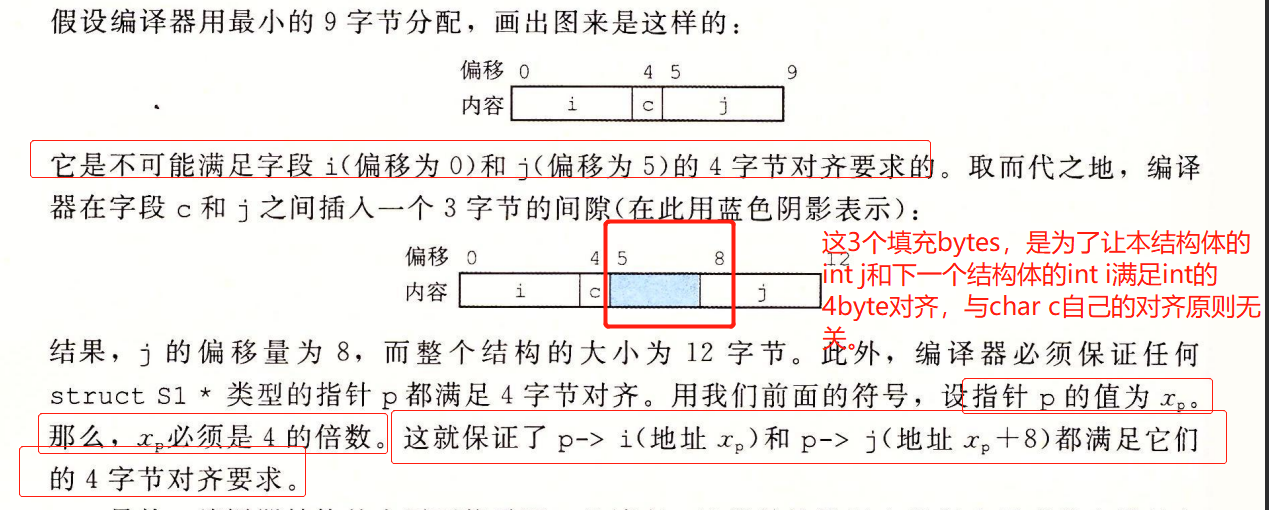 假设编译器用最小的 9 字节分配，画出图来是这样的：
偏移 0 4 5 9
内容 i c j
它是不可能满足字段 i(偏移为 0)和 j(偏移为 5)的 4 字节对齐要求的。取而代之地，编译
器在字段 c 和 j 之间插入一个 3 字节的间隙(在此用蓝色阴影表示)：
偏移 0 4 5 8 12
内容 i c j
这3个填充bytes，是为了让本结构体的
int j和下一个结构体的int i满足int的
4byte对齐，与char c自己的对齐原则无
关。
结果，j 的偏移量为 8，而整个结构的大小为 12 字节。此外，编译器必须保证任何
struct S1 * 类型的指针 p 都满足 4 字节对齐。用我们前面的符号，设指针 p 的值为 xp。
那么，xp必须是 4 的倍数。这就保证了 p-> i(地址 xp)和 p-> j(地址 xp+8)都满足它们
的 4 字节对齐要求。